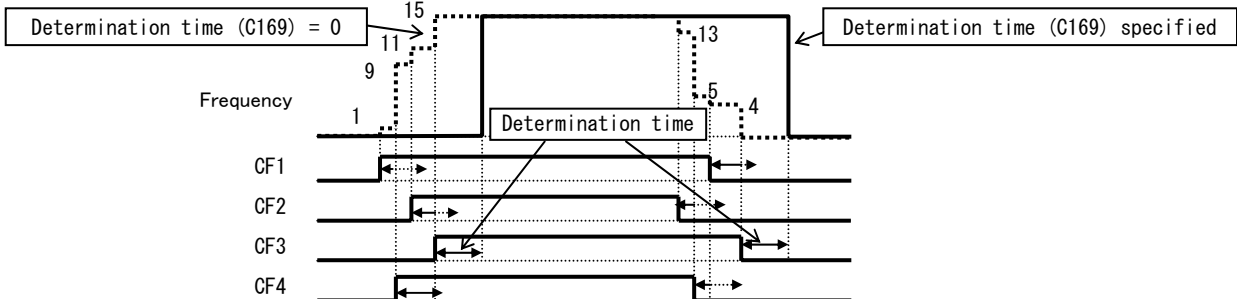 Determination time (C169) = 0
15
Determination time (C169) specified
11
13
9
5
Frequency
1
4
Determination time
CF1
CF2
CF3
CF4